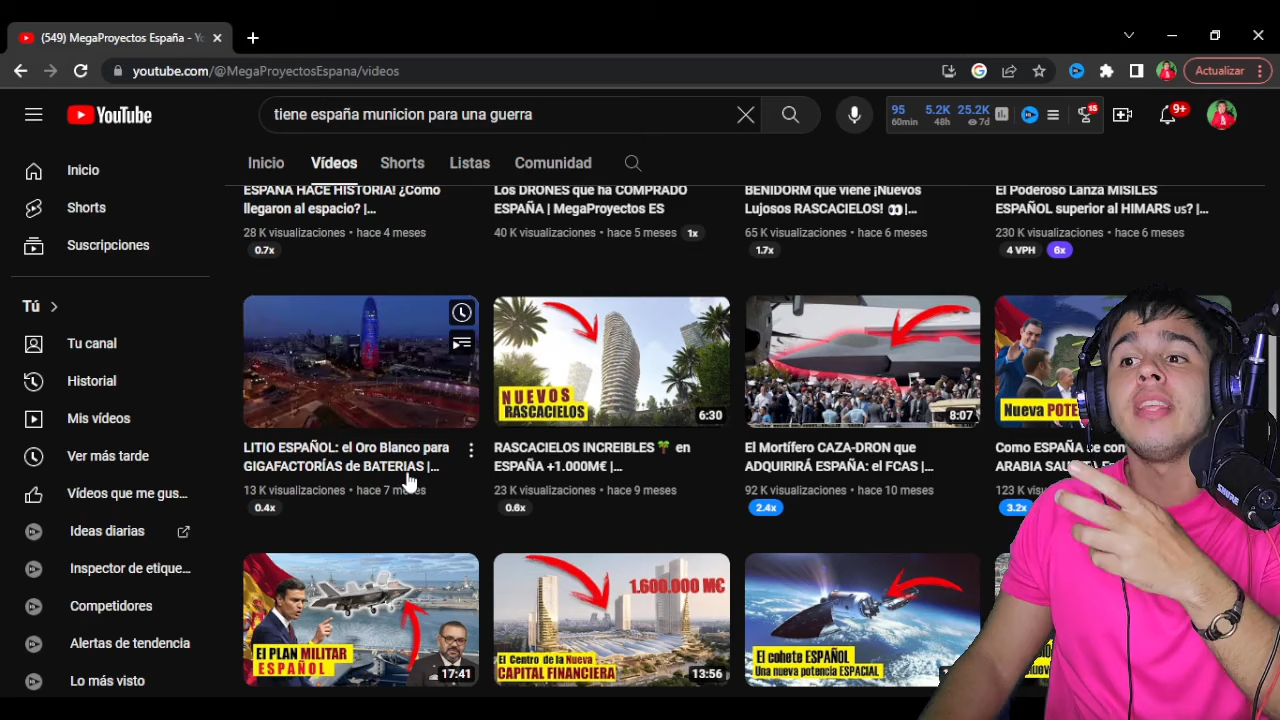 (549) MegaProyectos España - Yo
youtube.com/@MegaProyectosEspana/videos
Actualizar
YouTube
tiene españa municion para una guerra
95
60min
5.2K
48h
25.2K
7d
15
9+
Inicio
Shorts
Suscripciones
Tú
Tu canal
Historial
Mis vídeos
Ver más tarde
Vídeos que me gus...
Ideas diarias
Inspector de etique...
Competidores
Alertas de tendencia
Lo más visto
Inicio
Vídeos
Shorts
Listas
Comunidad
ESPAÑA HACE HISTORIA! ¿Como
llegaron al espacio? |...
28 K visualizaciones • hace 4 meses
0.7x
Los DRONES que ha COMPRADO
ESPAÑA | MegaProyectos ES
40 K visualizaciones • hace 5 meses
1x
BENIDORM que viene ¡Nuevos
Lujosos RASCACIELOS! 👀|...
65 K visualizaciones • hace 6 meses
1.7x
El Poderoso Lanza MISILES
ESPAÑOL superior al HIMARS us? |...
230 K visualizaciones • hace 6 meses
4 VPH
6x
LITIO ESPAÑOL: el Oro Blanco para
GIGAFACTORÍAS de BATERIAS |...
13 K visualizaciones • hace 7 meses
0.4x
NUEVOS
RASCACIELOS
6:30
RASCACIELOS INCREIBLES🌴 en
ESPAÑA +1.000M€ |...
23 K visualizaciones • hace 9 meses
0.6x
8:07
El Mortífero CAZA-DRON que
ADQUIRIRÁ ESPAÑA: el FCAS |...
92 K visualizaciones • hace 10 meses
2.4x
Nueva POTE
Como ESPAÑA se con
ARABIA SAU
123 K vis
3.2x
EL PLAN MILITAR
ESPAÑOL
17:41
1.600.000 M€
El Centro de la Nueva
CAPITAL FINANCIERA
13:56
El cohete ESPAÑOL
Una nueva potencia ESPACIAL
SHURE